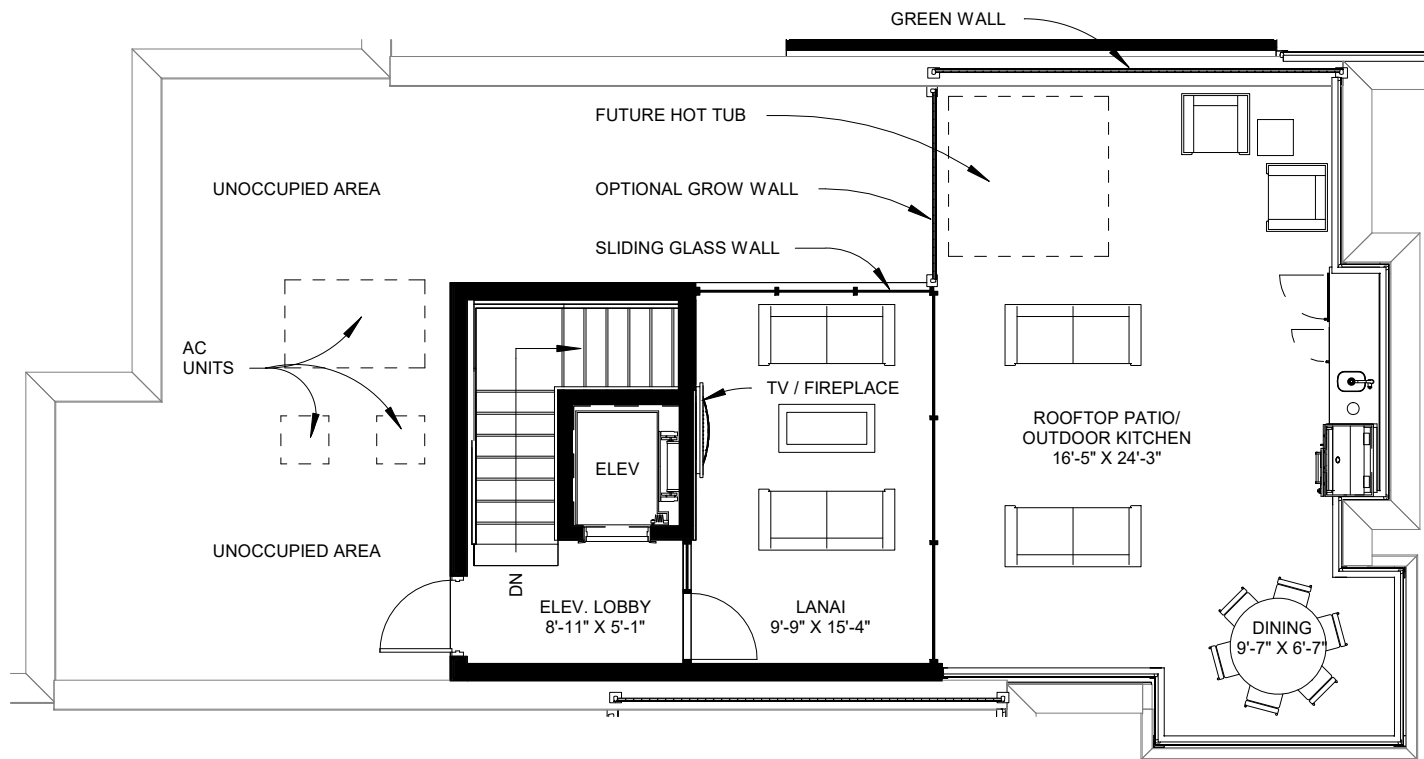 GREEN WALL
FUTURE HOT TUB
UNOCCUPIED AREA
OPTIONAL GROW WALL
SLIDING GLASS WALL
AC
UNITS
TV / FIREPLACE
ROOFTOP PATIO/
OUTDOOR KITCHEN
16'-5" X 24'-3"
ELEV
UNOCCUPIED AREA
DN
ELEV. LOBBY
8'-11" X 5'-1"
LANAI
9'-9" X 15'-4"
DINING
9'-7" X 6'-7"